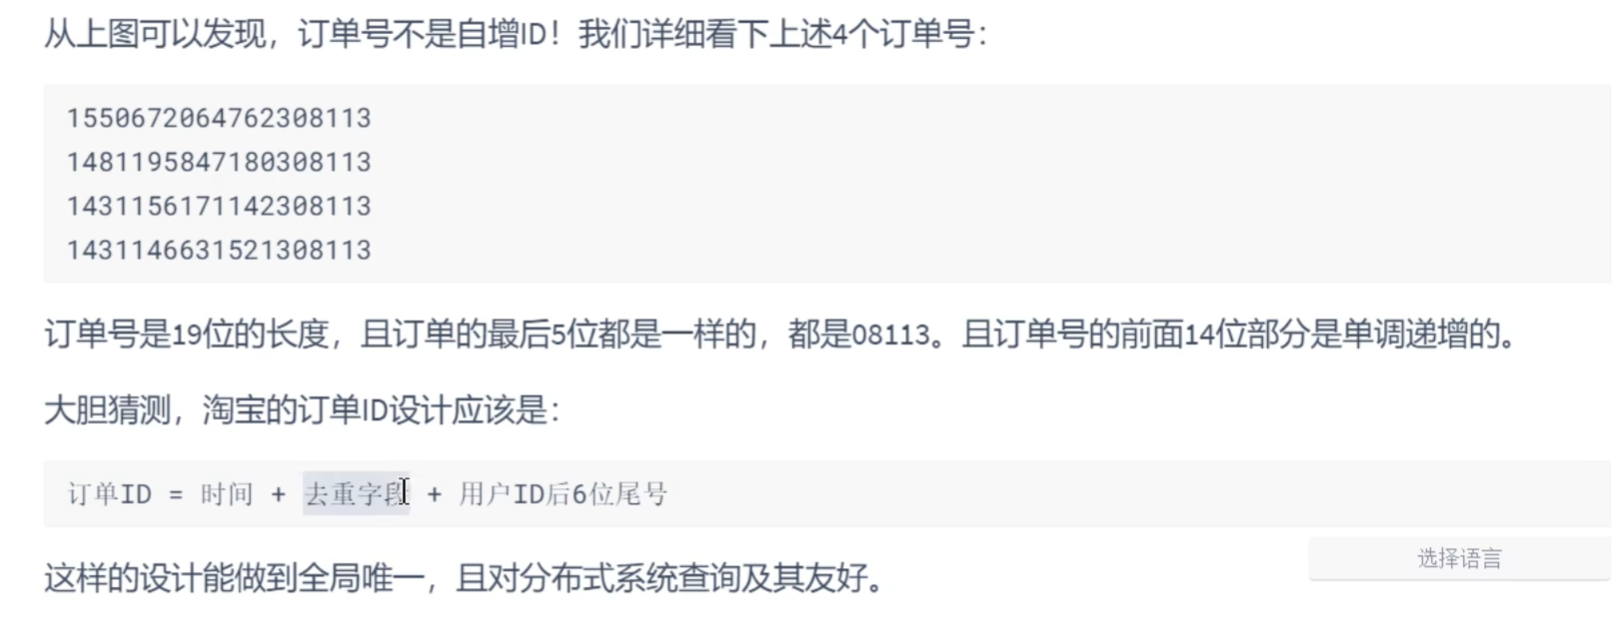 从上图可以发现，订单号不是自增ID！我们详细看下上述4个订单号：
1550672064762308113
1481195847180308113
1431156171142308113
1431146631521308113
订单号是19位的长度，且订单的最后5位都是一样的，都是08113。且订单号的前面14位部分是单调递增的。
大胆猜测，淘宝的订单ID设计应该是：
订单ID = 时间 + 去重字段 + 用户ID后6位尾号
选择语言
这样的设计能做到全局唯一，且对分布式系统查询及其友好。